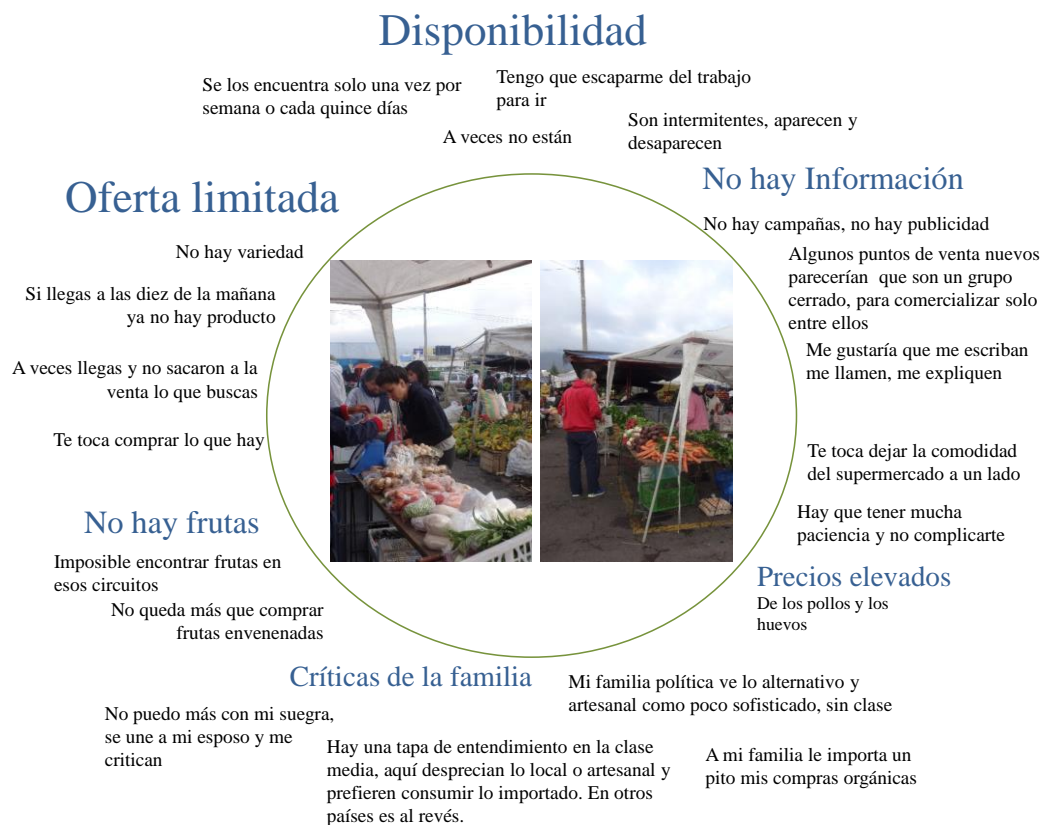 Disponibilidad
Se los encuentra solo una vez por
semana o cada quince días
Tengo que escaparme del trabajo
para ir
A veces no están
Son intermitentes, aparecen y
desaparecen
Oferta limitada
No hay variedad
Si llegas a las diez de la mañana
ya no hay producto
A veces llegas y no sacaron a la
venta lo que buscas
Te toca comprar lo que hay
No hay Información
No hay campañas, no hay publicidad
Algunos puntos de venta nuevos
parecerían que son un grupo
cerrado, para comercializar solo
entre ellos
Me gustaría que me escriban
me llamen, me expliquen
Te toca dejar la comodidad
del supermercado a un lado
Hay que tener mucha
paciencia y no complicarte
No hay frutas
Imposible encontrar frutas en
esos circuitos
No queda más que comprar
frutas envenenadas
Precios elevados
De los pollos y los
huevos
Críticas de la familia
Mi familia política ve lo alternativo y
artesanal como poco sofisticado, sin clase
No puedo más con mi suegra,
se une a mi esposo y me
critican
Hay una tapa de entendimiento en la clase
media, aquí desprecian lo local o artesanal y
prefieren consumir lo importado. En otros
países es al revés.
A mi familia le importa un
pito mis compras orgánicas